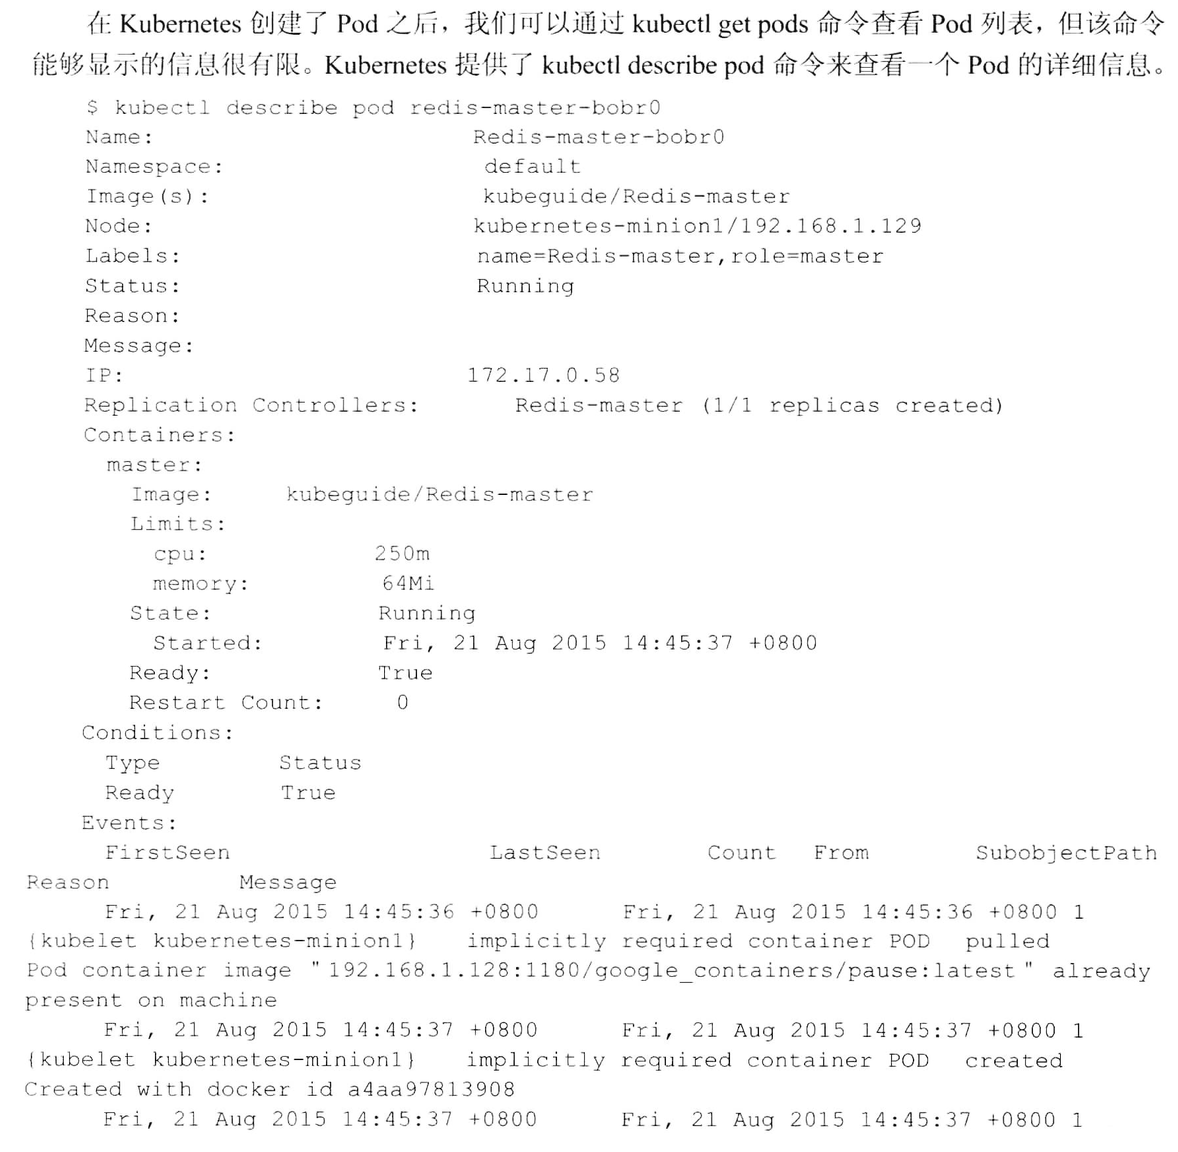 在 Kubernetes 创建了 Pod 之后，我们可以通过 kubectl get pods 命令查看 Pod 列表，但该命令
能够显示的信息很有限。Kubernetes 提供了 kubectl describe pod 命令来查看一个 Pod 的详细信息。
$ kubectl describe pod redis-master-bobr0
Name: Redis-master-bobr0
Namespace: default
Image(s): kubeguide/Redis-master
Node: kubernetes-minion1/192.168.1.129
Labels: name=Redis-master,role=master
Status: Running
Reason:
Message:
IP: 172.17.0.58
Replication Controllers: Redis-master (1/1 replicas created)
Containers:
master:
Image: kubeguide/Redis-master
Limits:
cpu: 250m
memory: 64Mi
State: Running
Started: Fri, 21 Aug 2015 14:45:37 +0800
Ready: True
Restart Count: 0
Conditions:
Type Status
Ready True
Events:
FirstSeen LastSeen Count From SubobjectPath
Reason Message
Fri, 21 Aug 2015 14:45:36 +0800 Fri, 21 Aug 2015 14:45:36 +0800 1
{kubelet kubernetes-minion1} implicitly required container POD pulled
Pod container image "192.168.1.128:1180/google_containers/pause:latest" already
present on machine
Fri, 21 Aug 2015 14:45:37 +0800 Fri, 21 Aug 2015 14:45:37 +0800 1
{kubelet kubernetes-minion1} implicitly required container POD created
Created with docker id a4aa97813908
Fri, 21 Aug 2015 14:45:37 +0800 Fri, 21 Aug 2015 14:45:37 +0800 1